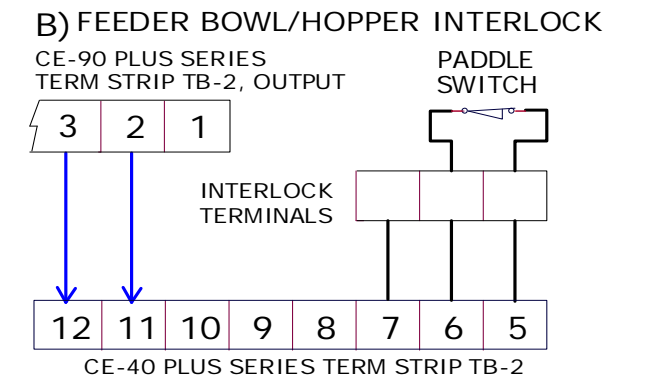 B) FEEDER BOWL/HOPPER INTERLOCK
CE-90 PLUS SERIES
TERM STRIP TB-2, OUTPUT
PADDLE
SWITCH
3 2 1
INTERLOCK
TERMINALS
12 11 10 9 8 7 6 5
CE-40 PLUS SERIES TERM STRIP TB-2